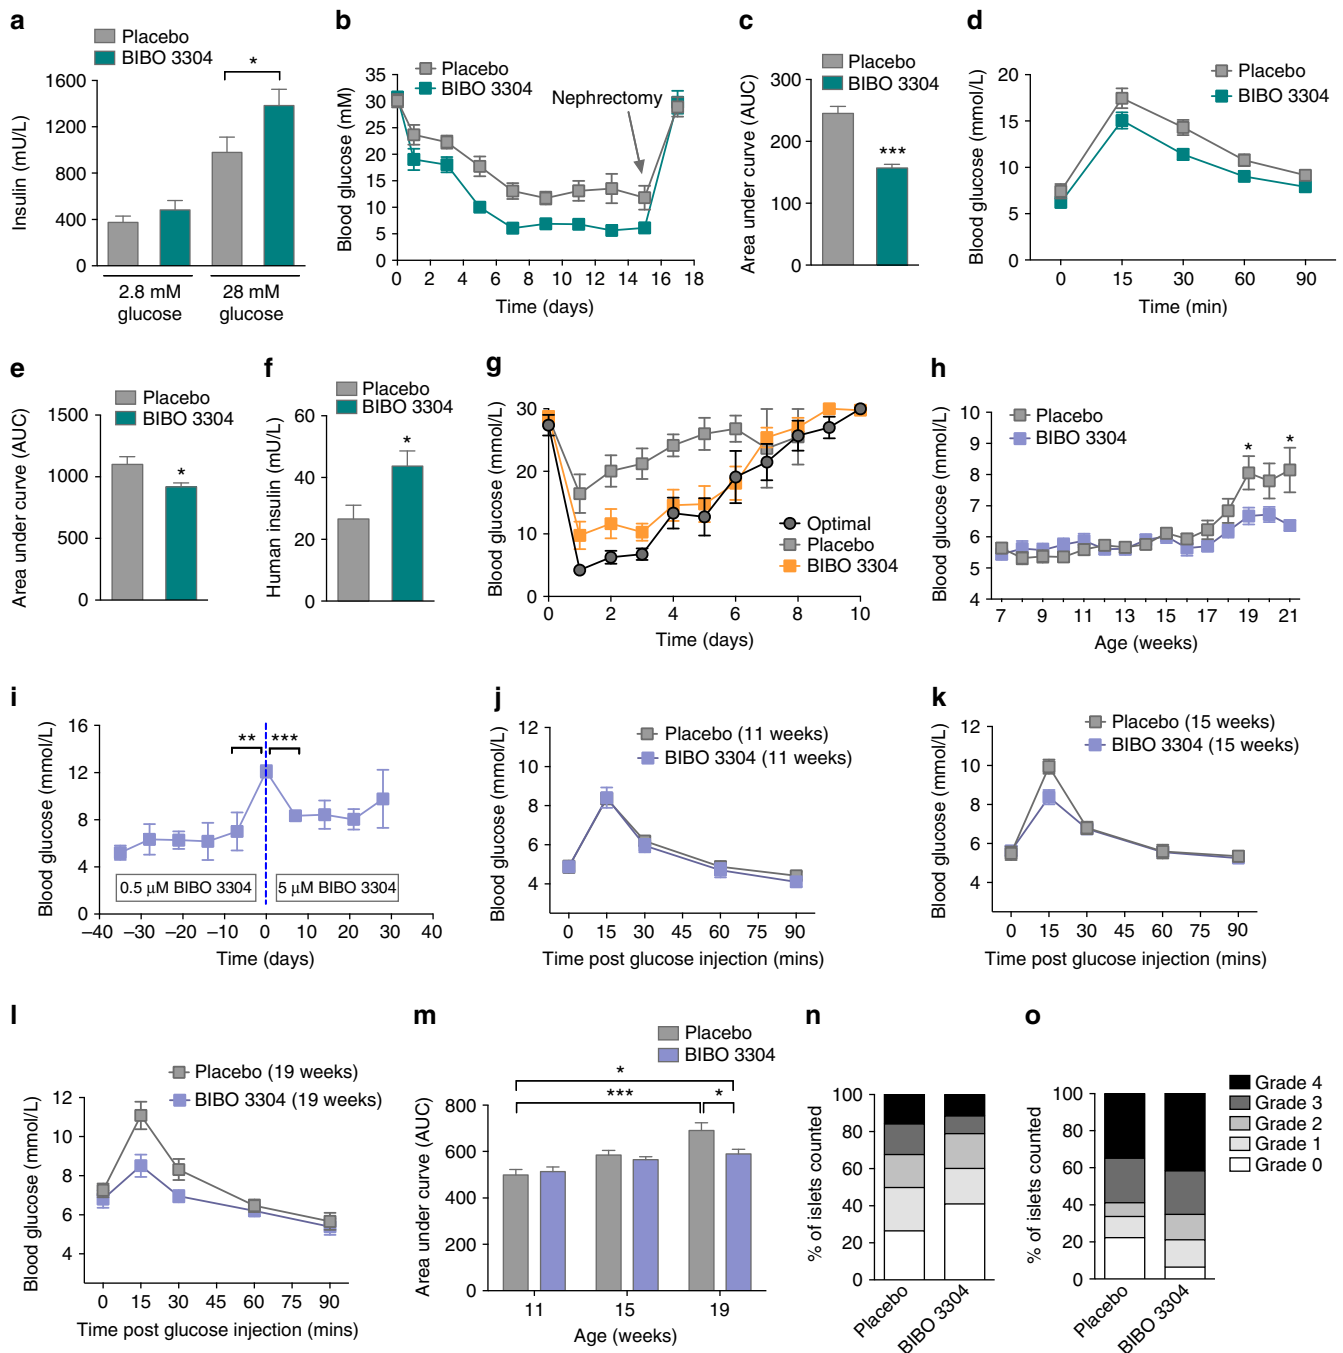 a
Placebo
BIBO 3304
*
Insulin (mU/L)
1600
1200
800
400
0
2.8 mM
glucose
28 mM
glucose
b
Placebo
BIBO 3304
Nephrectomy
Blood glucose (mM)
35
30
25
20
15
10
5
0
0 2 4 6 8 10 12 14 16 18
Time (days)
c
Placebo
BIBO 3304
***
Area under curve (AUC)
300
200
100
0
d
Placebo
BIBO 3304
Blood glucose (mmol/L)
20
15
10
5
0
0 15 30 60 90
Time (min)
e
Placebo
BIBO 3304
*
Area under curve (AUC)
1500
1000
500
0
f
Placebo
BIBO 3304
*
Human insulin (mU/L)
60
40
20
0
g
Blood glucose (mmol/L)
30
20
10
0
Optimal
Placebo
BIBO 3304
0 2 4 6 8 10
Time (days)
h
Placebo
BIBO 3304
* *
Blood glucose (mmol/L)
10
9
8
7
6
5
4
7 9 11 13 15 17 19 21
Age (weeks)
i
Blood glucose (mmol/L)
16
12
8
4
0
** ***
0.5 µM BIBO 3304
5 µM BIBO 3304
–40 –30 –20 –10 0 10 20 30 40
Time (days)
j
Placebo (11 weeks)
BIBO 3304 (11 weeks)
Blood glucose (mmol/L)
12
10
8
6
4
0 15 30 45 60 75 90
Time post glucose injection (mins)
k
Placebo (15 weeks)
BIBO 3304 (15 weeks)
Blood glucose (mmol/L)
12
10
8
6
4
0 15 30 45 60 75 90
Time post glucose injection (mins)
l
Placebo (19 weeks)
BIBO 3304 (19 weeks)
Blood glucose (mmol/L)
12
10
8
6
4
0 15 30 45 60 75 90
Time post glucose injection (mins)
m
Placebo
BIBO 3304
*
***
*
Area under curve (AUC)
800
600
400
200
0
11 15 19
Age (weeks)
n
% of islets counted
100
80
60
40
20
0
Placebo
BIBO 3304
o
% of islets counted
100
80
60
40
20
0
Placebo
BIBO 3304
Grade 4
Grade 3
Grade 2
Grade 1
Grade 0